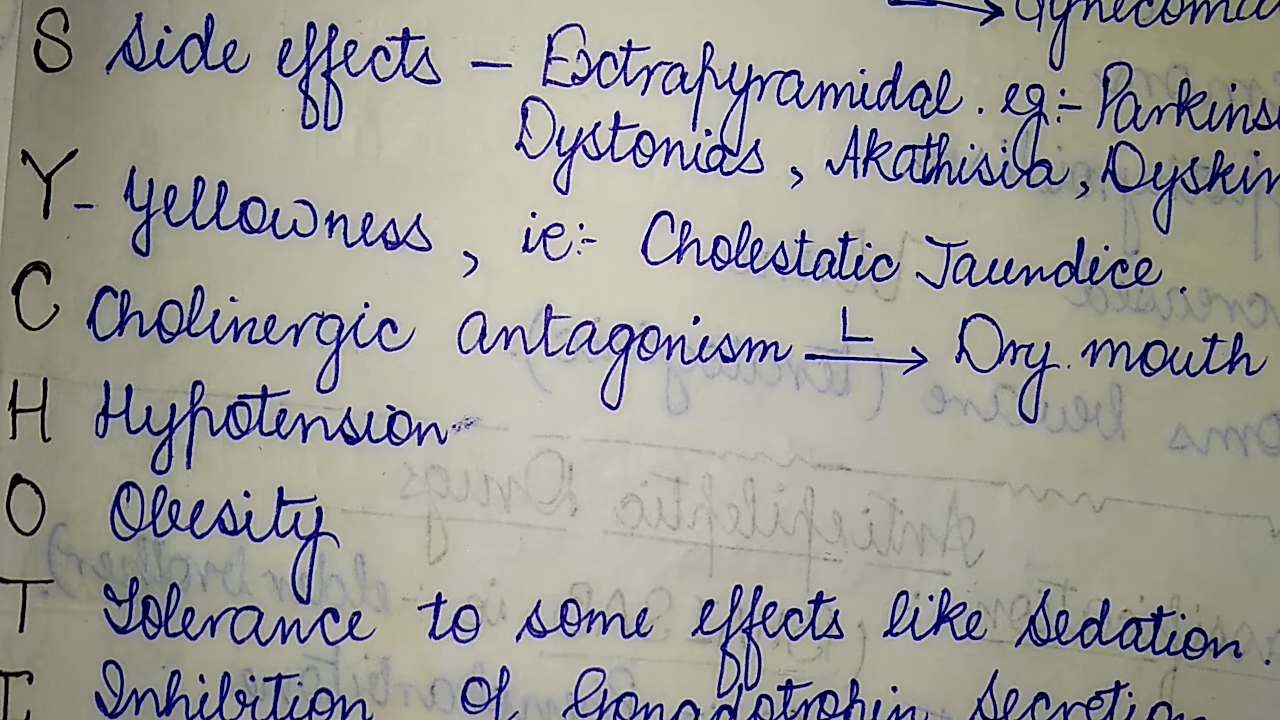 → Gynecoma
S Side effects - Extrapyramidal. eg:- Parkins
Dystonias, Akathisia, Dyskin
Y - Yellowness, ie:- Cholestatic Jaundice.
C Cholinergic antagonism → Dry mouth
H Hypotension
O Obesity
T Tolerance to some effects like Sedation.
I Inhibition of Gonadotrophin Secretion